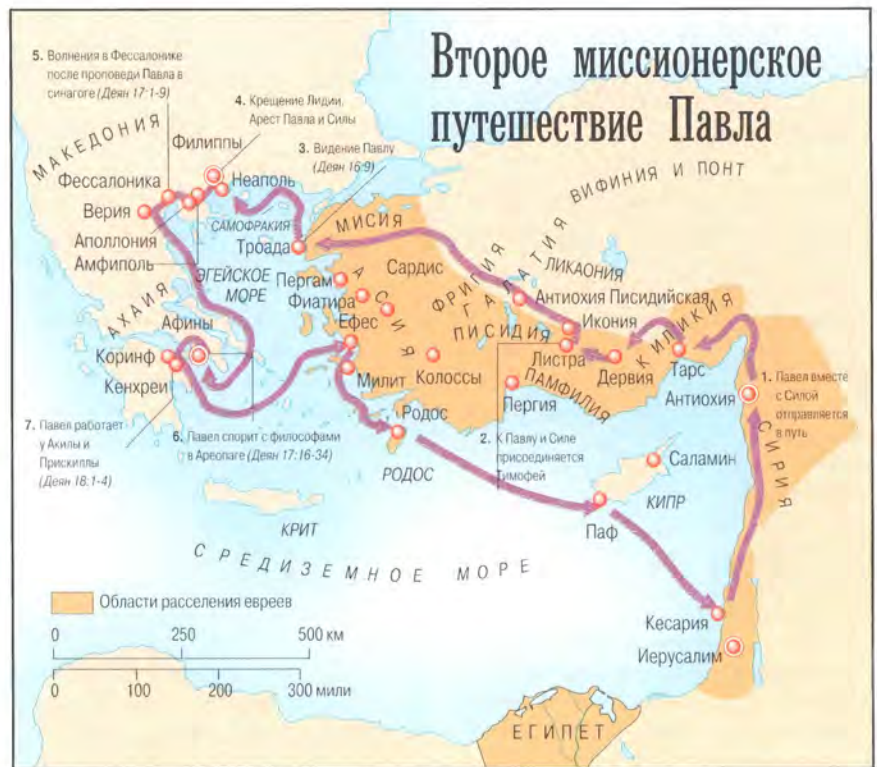 Второе миссионерское
путешествие Павла
5. Волнения в Фессалонике
после проповеди Павла в
синагоге (Деян 17:1-9)
4. Крещение Лидии,
Арест Павла и Силы
3. Видение Павлу
(Деян 16:9)
МАКЕДОНИЯ
Филиппы
Фессалоника
Неаполь
Верия
Аполлония
Амфиполь
САМОФРАКИЯ
Троада
МИСИЯ
ВИФИНИЯ И ПОНТ
ЭГЕЙСКОЕ
МОРЕ
Пергам
Сардис
Фиатира
АСИЯ
ФРИГИЯ
ГАЛАТИЯ
ЛИКАОНИЯ
Антиохия Писидийская
Икония
КИЛИКИЯ
АХАИЯ
Афины
Ефес
ПИСИДИЯ
Коринф
Кенхреи
Милит
Колоссы
Листра
Дервия
Тарс
ПАМФИЛИЯ
Пергия
Антиохия
1. Павел вместе
с Силой
отправляется
в путь
СИРИЯ
7. Павел работает
у Акилы и
Прискиллы
(Деян 18:1-4)
6. Павел спорит с философами
в Ареопаге (Деян 17:16-34)
Родос
РОДОС
2. К Павлу и Силе
присоединяется
Тимофей
Саламин
КИПР
Паф
КРИТ
СРЕДИЗЕМНОЕ МОРЕ
Области расселения евреев
0 250 500 км
0 100 200 300 мили
Кесария
Иерусалим
ЕГИПЕТ